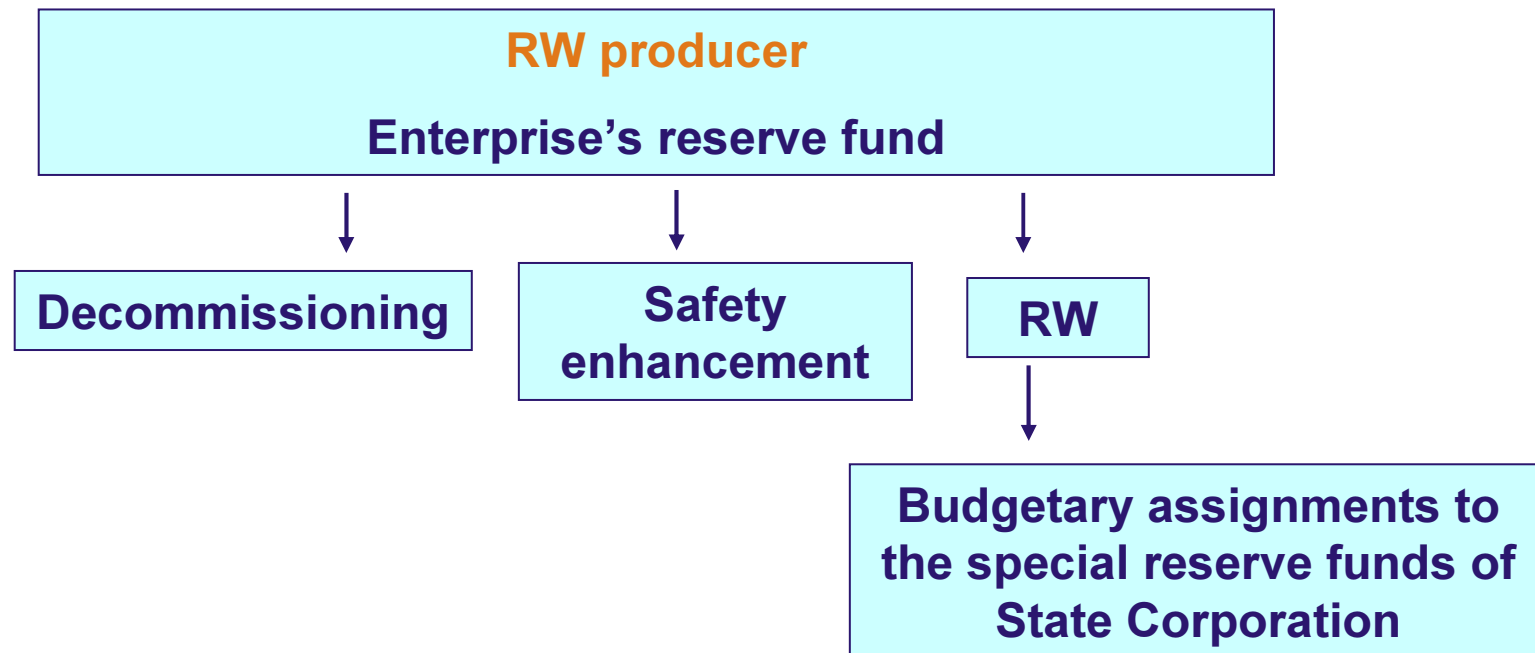 RW producer
Enterprise’s reserve fund
Decommissioning
Safety
enhancement
RW
Budgetary assignments to
the special reserve funds of
State Corporation